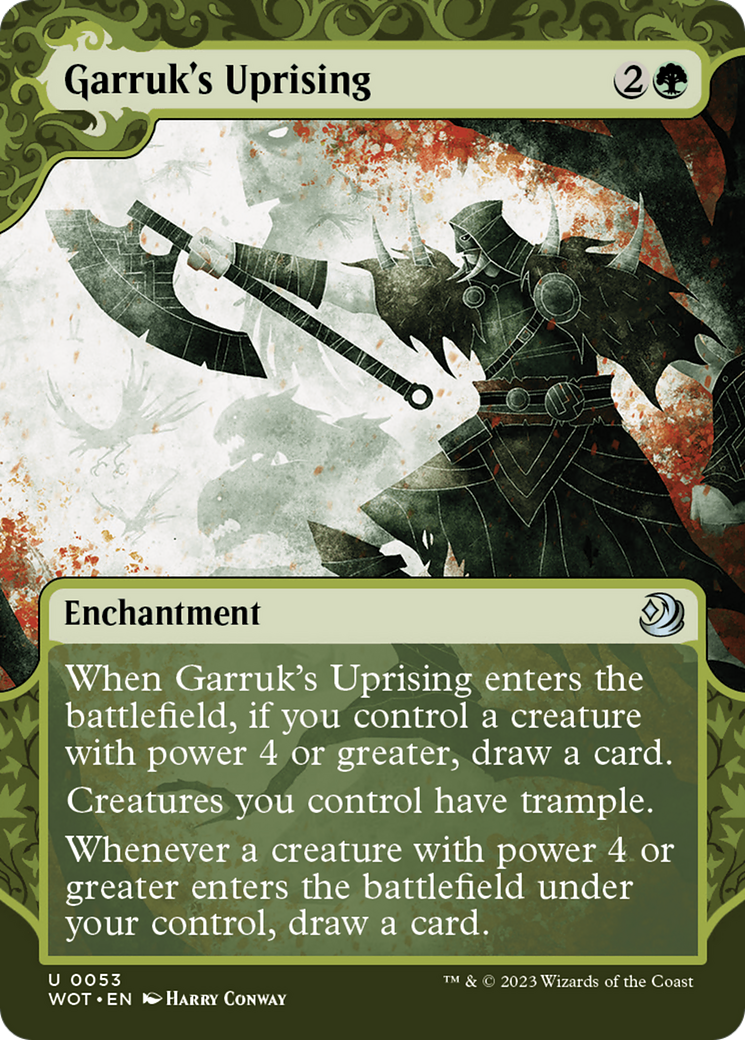 Garruk's Uprising 2
Enchantment
When Garruk's Uprising enters the
battlefield, if you control a creature
with power 4 or greater, draw a card.
Creatures you control have trample.
Whenever a creature with power 4 or
greater enters the battlefield under
your control, draw a card.
U 0053
™ & © 2023 Wizards of the Coast
WOT • EN Harry Conway